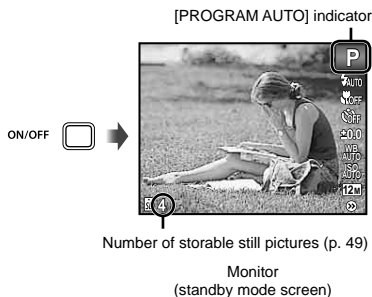 [PROGRAM AUTO] indicator
P
AUTO
OFF
OFF
±0.0
WB
AUTO
ISO
AUTO
12M
ON/OFF
4
Number of storable still pictures (p. 49)
Monitor
(standby mode screen)